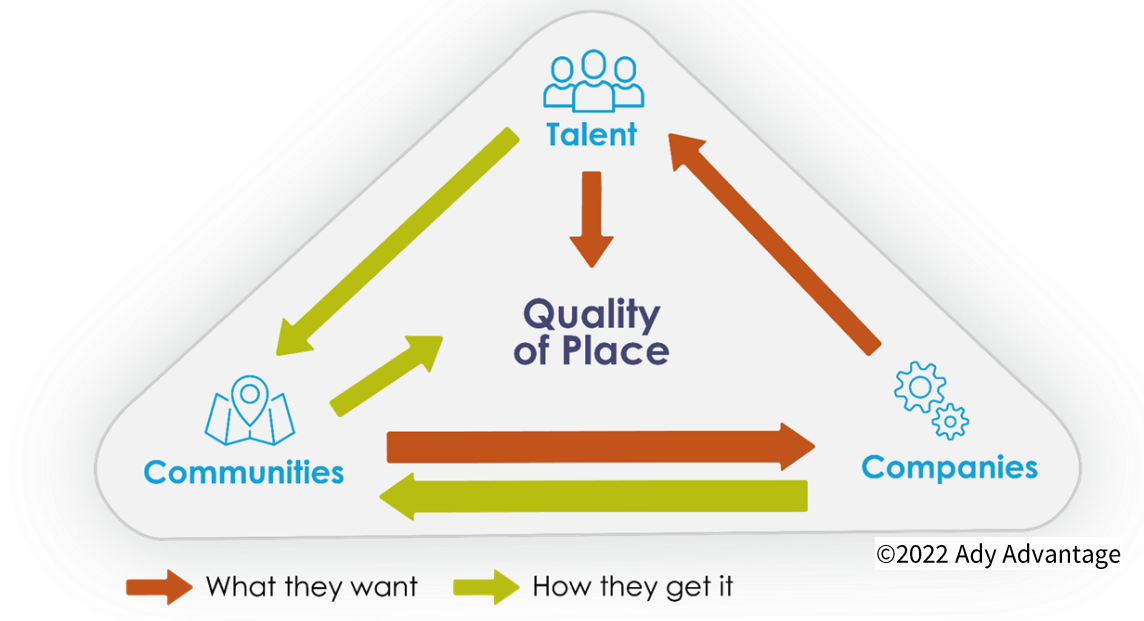 Talent
Quality
of Place
Communities
Companies
©2022 Ady Advantage
What they want
How they get it